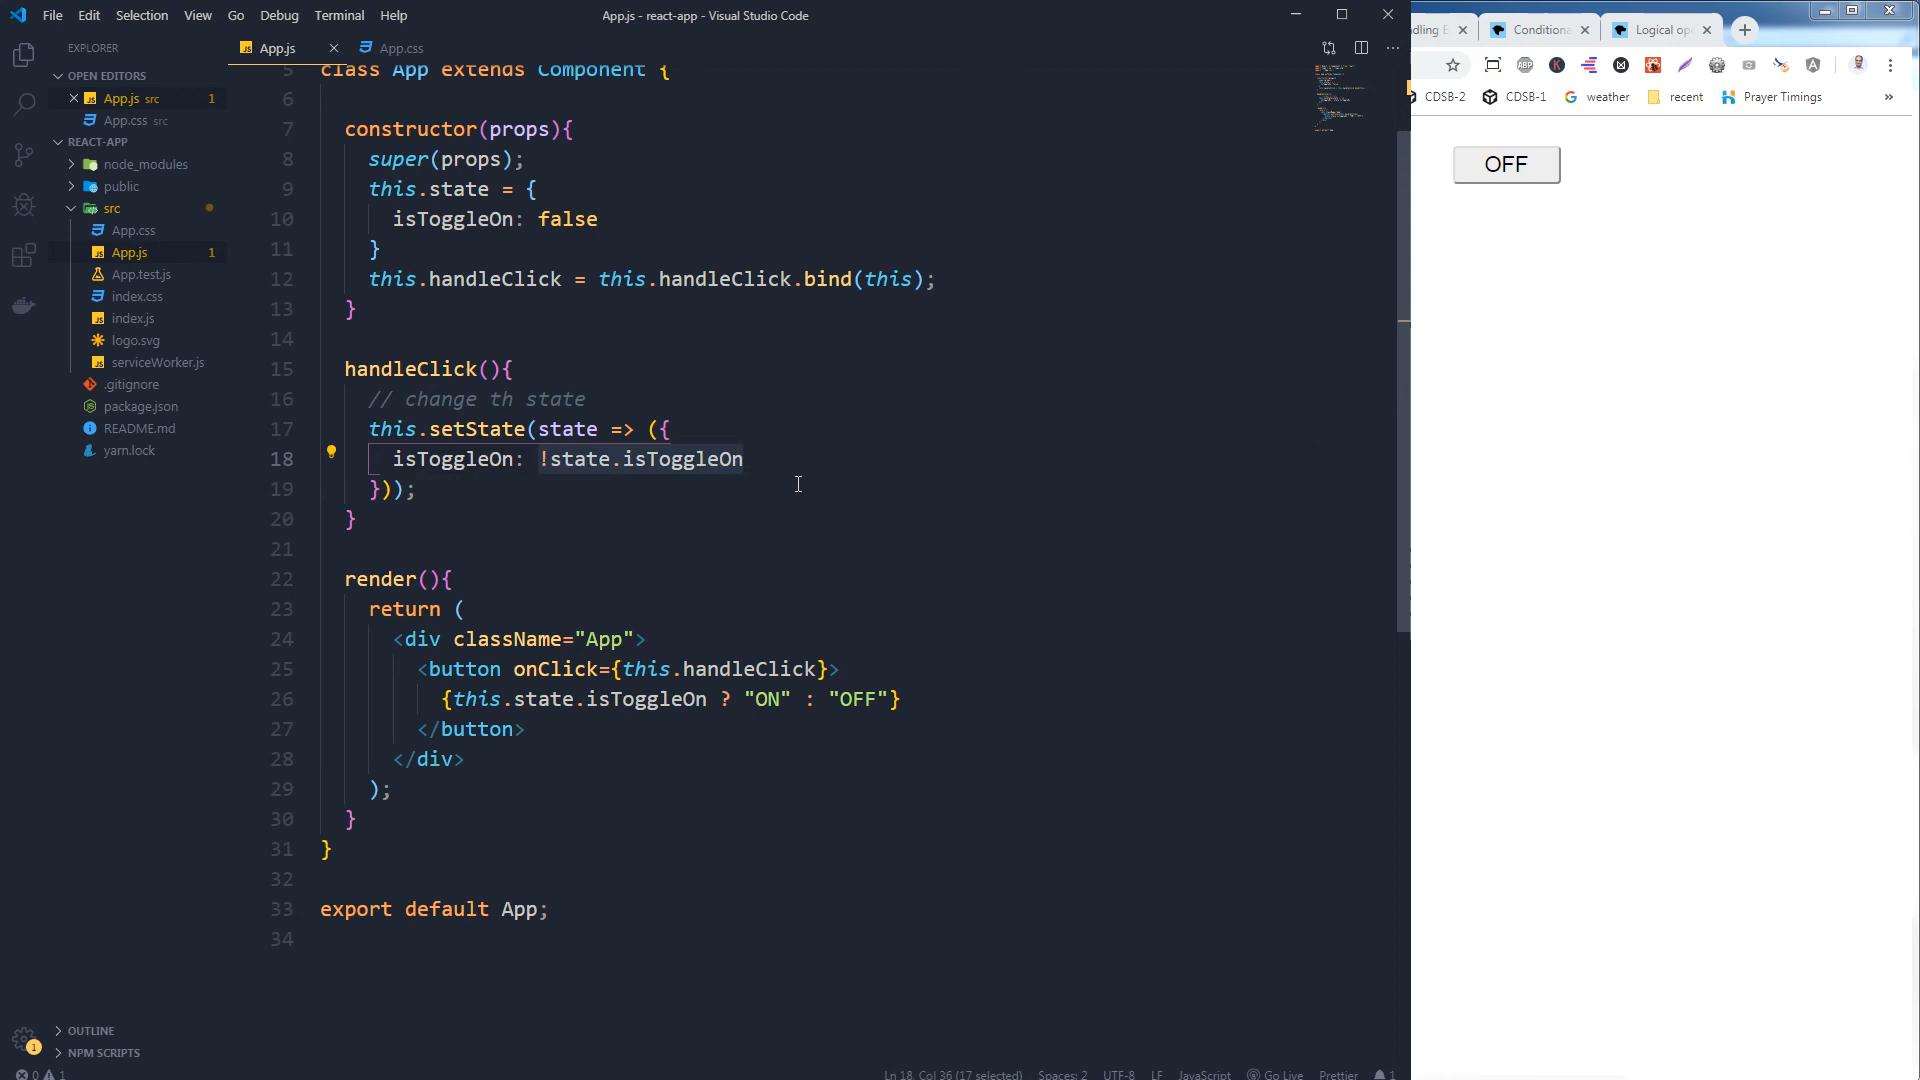 File Edit Selection View Go Debug Terminal Help
App.js - react-app - Visual Studio Code
EXPLORER
OPEN EDITORS
App.js src 1
App.css src
REACT-APP
node_modules
public
src
App.css
App.js 1
App.test.js
index.css
index.js
logo.svg
serviceWorker.js
.gitignore
package.json
README.md
yarn.lock
OUTLINE
NPM SCRIPTS
1
0 1
App.js
App.css
5 class App extends Component {
6
7 constructor(props){
8 super(props);
9 this.state = {
10 isToggleOn: false
11 }
12 this.handleClick = this.handleClick.bind(this);
13 }
14
15 handleClick(){
16 // change th state
17 this.setState(state => ({
18 isToggleOn: !state.isToggleOn
19 }));
20 }
21
22 render(){
23 return (
24 <div className="App">
25 <button onClick={this.handleClick}>
26 {this.state.isToggleOn ? "ON" : "OFF"}
27 </button>
28 </div>
29 );
30 }
31 }
32
33 export default App;
34
Ln 18, Col 36 (17 selected) Spaces: 2 UTF-8 LF JavaScript Go Live Prettier 1
Conditiona
Logical op
ABP
CDSB-2 CDSB-1 weather recent Prayer Timings »
OFF